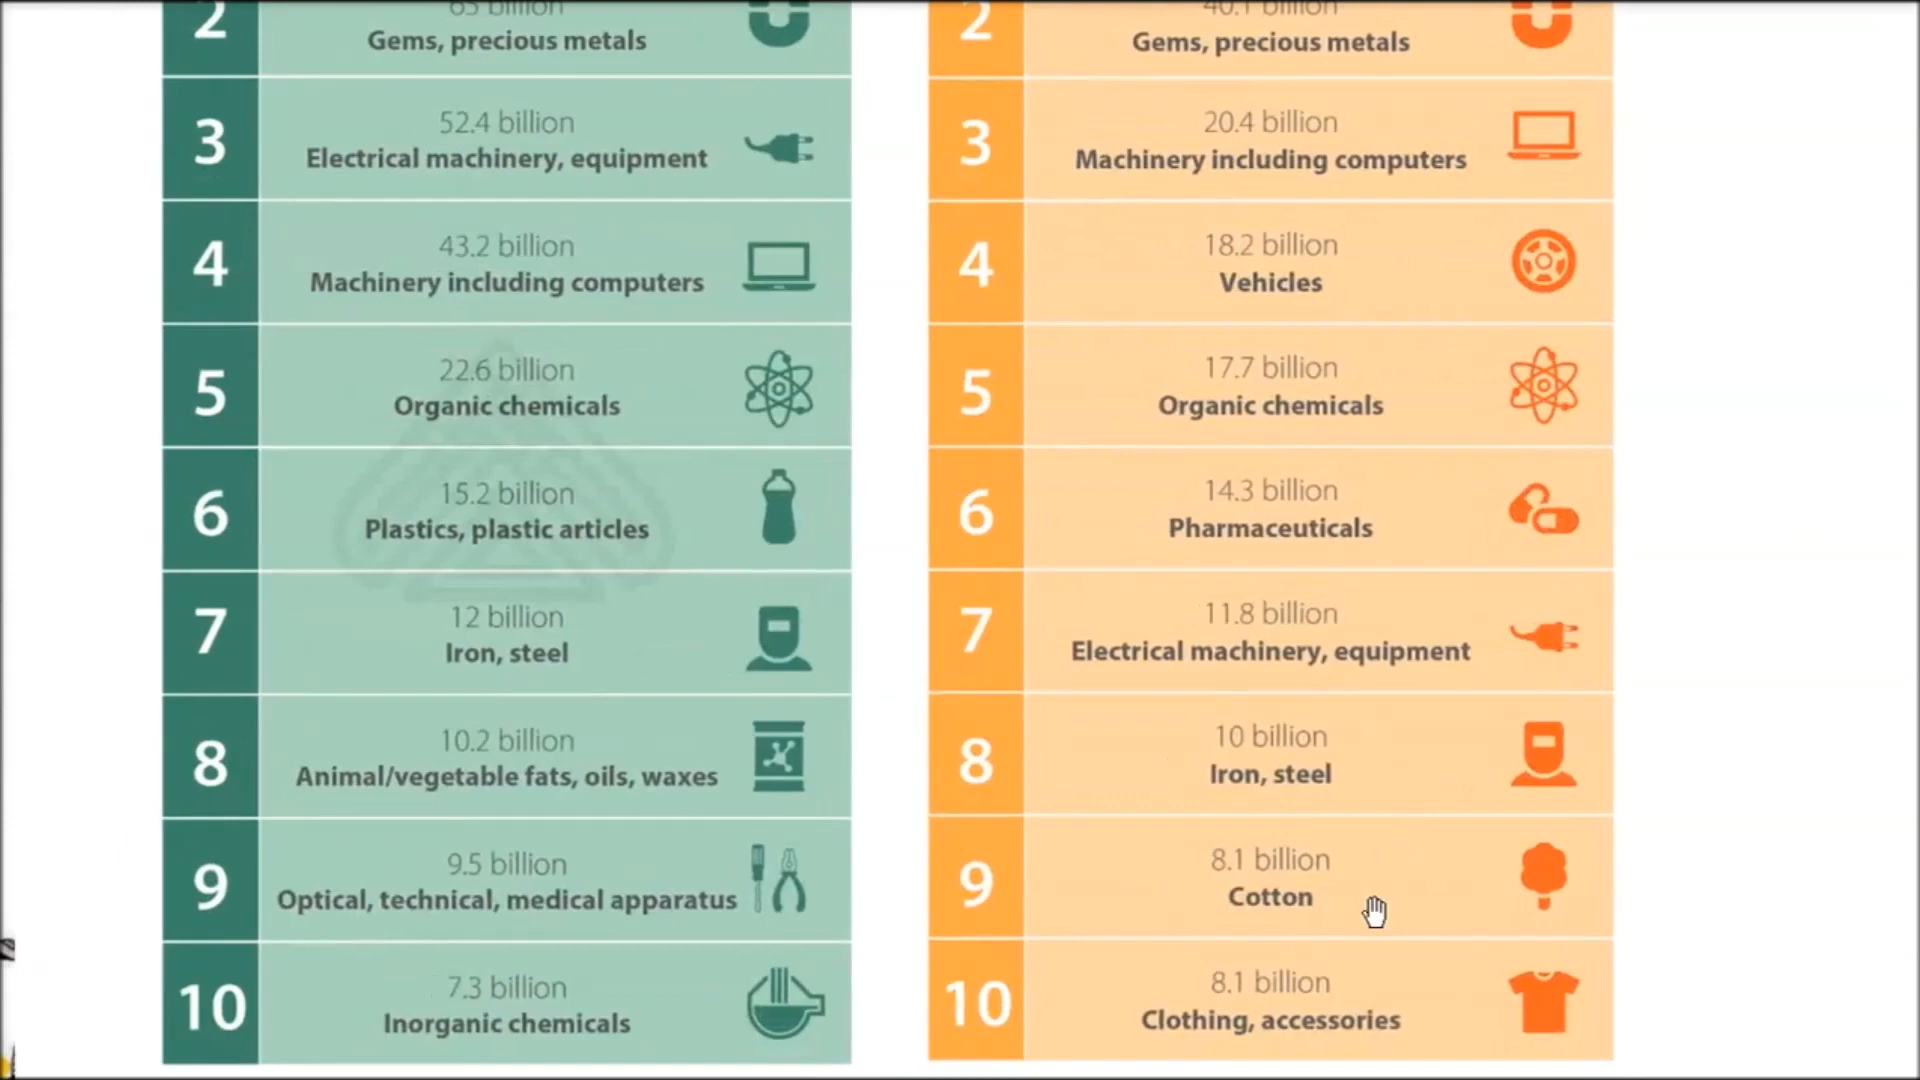 2
65 billion
Gems, precious metals
3
52.4 billion
Electrical machinery, equipment
4
43.2 billion
Machinery including computers
5
22.6 billion
Organic chemicals
6
15.2 billion
Plastics, plastic articles
7
12 billion
Iron, steel
8
10.2 billion
Animal/vegetable fats, oils, waxes
9
9.5 billion
Optical, technical, medical apparatus
10
7.3 billion
Inorganic chemicals
2
40.1 billion
Gems, precious metals
3
20.4 billion
Machinery including computers
4
18.2 billion
Vehicles
5
17.7 billion
Organic chemicals
6
14.3 billion
Pharmaceuticals
7
11.8 billion
Electrical machinery, equipment
8
10 billion
Iron, steel
9
8.1 billion
Cotton
10
8.1 billion
Clothing, accessories